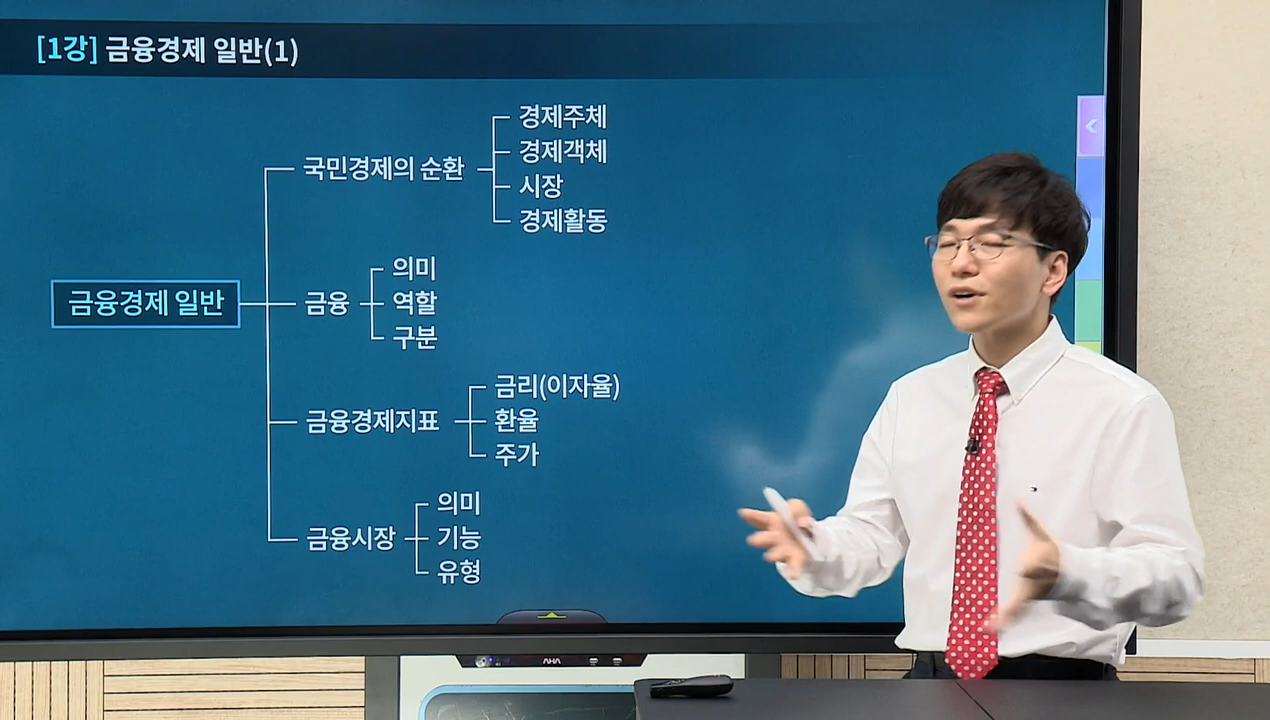 [1강] 금융경제 일반(1)
금융경제 일반
국민경제의 순환
경제주체
경제객체
시장
경제활동
금융
의미
역할
구분
금융경제지표
금리(이자율)
환율
주가
금융시장
의미
기능
유형
AHA